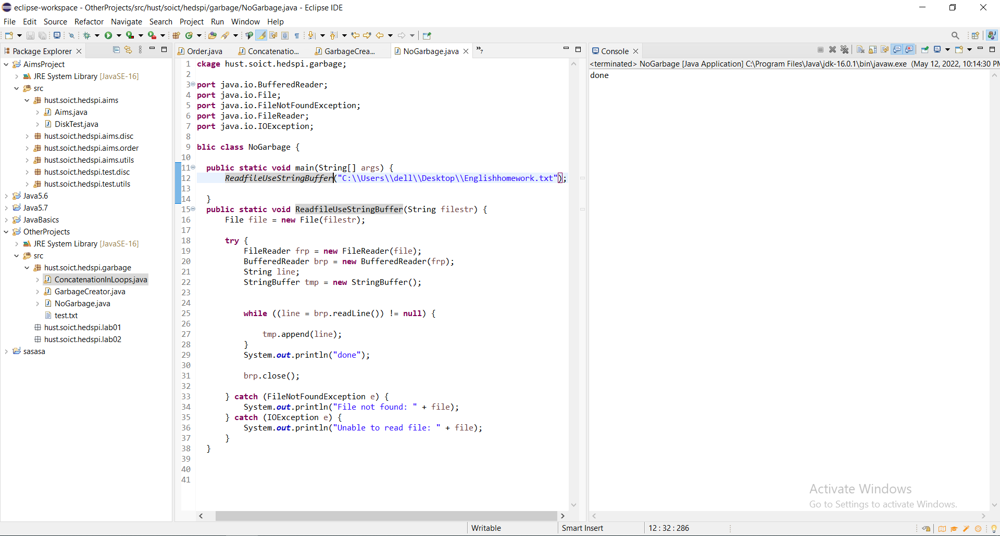 eclipse-workspace - OtherProjects/src/hust/soict/hedspi/garbage/NoGarbage.java - Eclipse IDE
File Edit Source Refactor Navigate Search Project Run Window Help
Package Explorer
AimsProject
JRE System Library [JavaSE-16]
src
hust.soict.hedspi.aims
Aims.java
DiskTest.java
hust.soict.hedspi.aims.disc
hust.soict.hedspi.aims.order
hust.soict.hedspi.aims.utils
hust.soict.hedspi.test.disc
hust.soict.hedspi.test.utils
Java5.6
Java5.7
JavaBasics
OtherProjects
JRE System Library [JavaSE-16]
src
hust.soict.hedspi.garbage
ConcatenationInLoops.java
GarbageCreator.java
NoGarbage.java
test.txt
hust.soict.hedspi.lab01
hust.soict.hedspi.lab02
sasasa
Order.java Concatenatio... GarbageCrea... NoGarbage.java »7
1 ckage hust.soict.hedspi.garbage;
2
3 port java.io.BufferedReader;
4 port java.io.File;
5 port java.io.FileNotFoundException;
6 port java.io.FileReader;
7 port java.io.IOException;
8
9 blic class NoGarbage {
10
11 public static void main(String[] args) {
12 ReadfileUseStringBuffer("C:\\Users\\dell\\Desktop\\Englishhomework.txt");
13
14 }
15 public static void ReadfileUseStringBuffer(String filestr) {
16 File file = new File(filestr);
17
18 try {
19 FileReader frp = new FileReader(file);
20 BufferedReader brp = new BufferedReader(frp);
21 String line;
22 StringBuffer tmp = new StringBuffer();
23
24
25 while ((line = brp.readLine()) != null) {
26
27 tmp.append(line);
28 }
29 System.out.println("done");
30
31 brp.close();
32
33 } catch (FileNotFoundException e) {
34 System.out.println("File not found: " + file);
35 } catch (IOException e) {
36 System.out.println("Unable to read file: " + file);
37 }
38 }
39
40
41
Console
<terminated> NoGarbage [Java Application] C:\Program Files\Java\jdk-16.0.1\bin\javaw.exe (May 12, 2022, 10:14:30 PM
done
Activate Windows
Go to Settings to activate Windows.
Writable Smart Insert 12 : 32 : 286